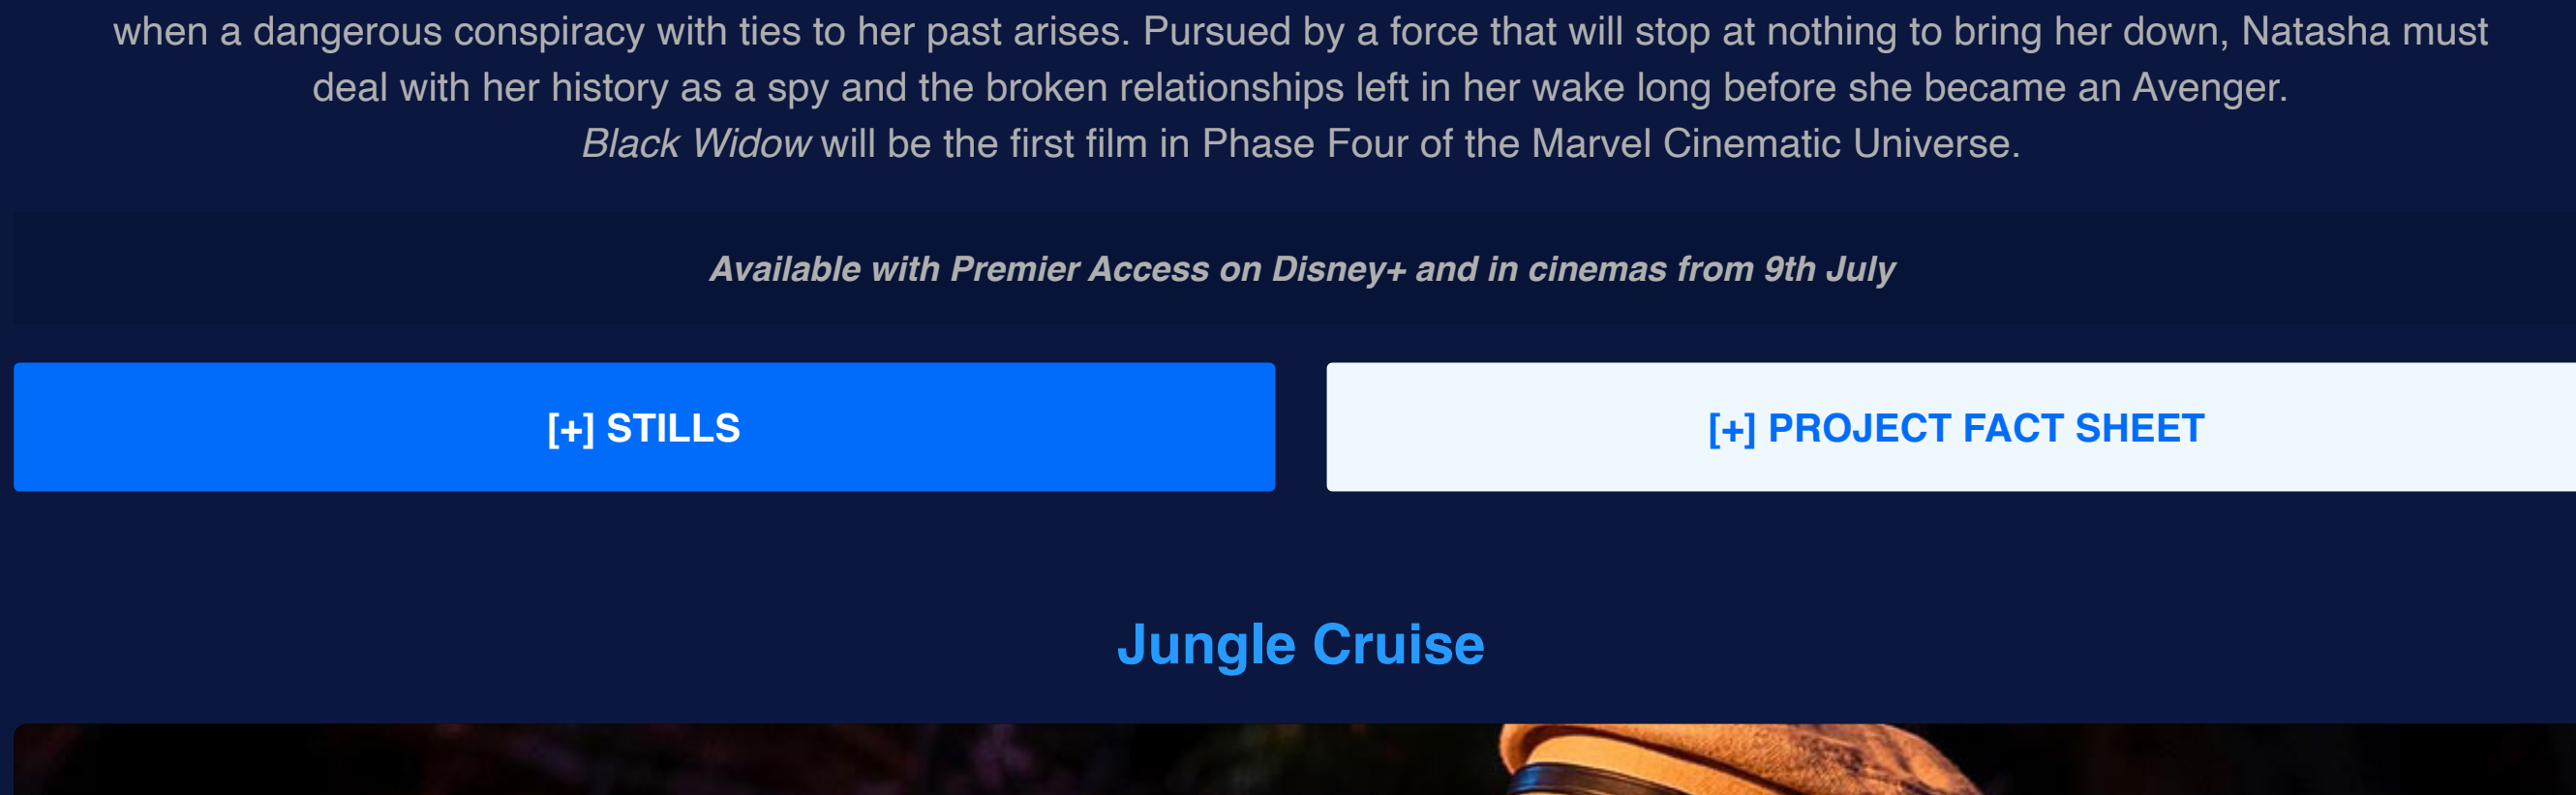 when a dangerous conspiracy with ties to her past arises. Pursued by a force that will stop at nothing to bring her down, Natasha must
deal with her history as a spy and the broken relationships left in her wake long before she became an Avenger.
Black Widow will be the first film in Phase Four of the Marvel Cinematic Universe.
Available with Premier Access on Disney+ and in cinemas from 9th July
[+] STILLS
[+] PROJECT FACT SHEET
Jungle Cruise